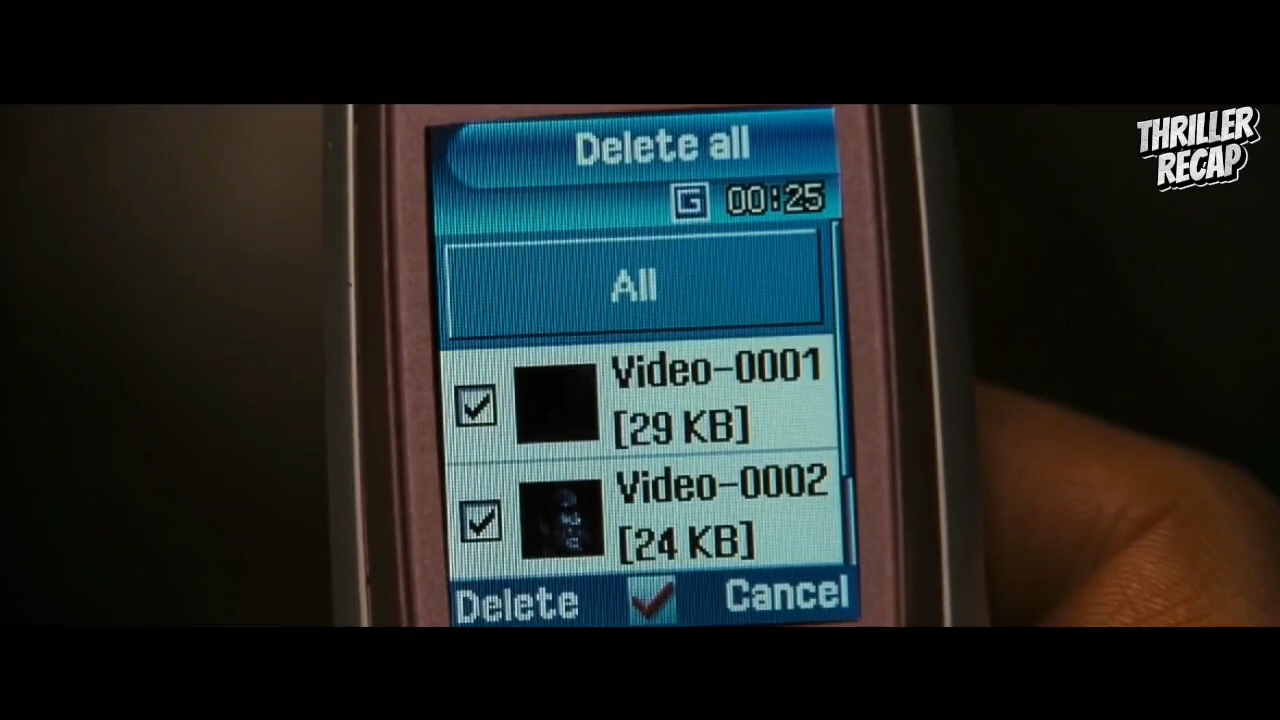 THRILLER
RECAP
Delete all
G 00:25
All
Video-0001
[29 KB]
Video-0002
[24 KB]
Delete
Cancel